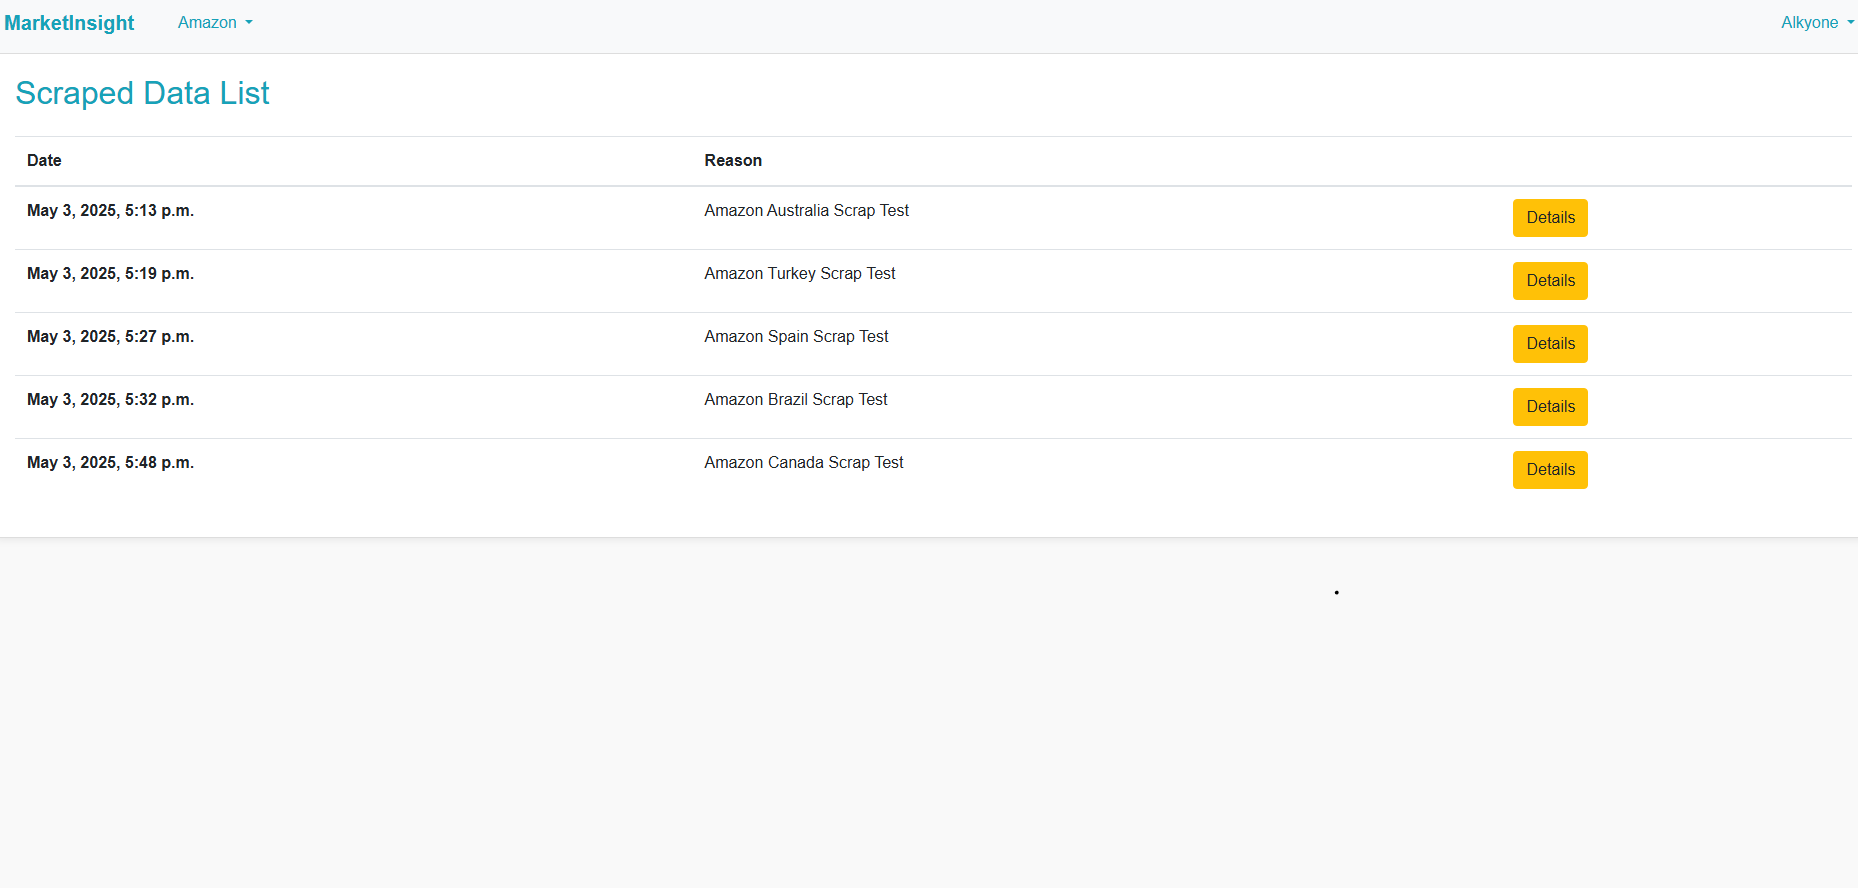 MarketInsight Amazon Alkyone
Scraped Data List
Date Reason
May 3, 2025, 5:13 p.m. Amazon Australia Scrap Test Details
May 3, 2025, 5:19 p.m. Amazon Turkey Scrap Test Details
May 3, 2025, 5:27 p.m. Amazon Spain Scrap Test Details
May 3, 2025, 5:32 p.m. Amazon Brazil Scrap Test Details
May 3, 2025, 5:48 p.m. Amazon Canada Scrap Test Details